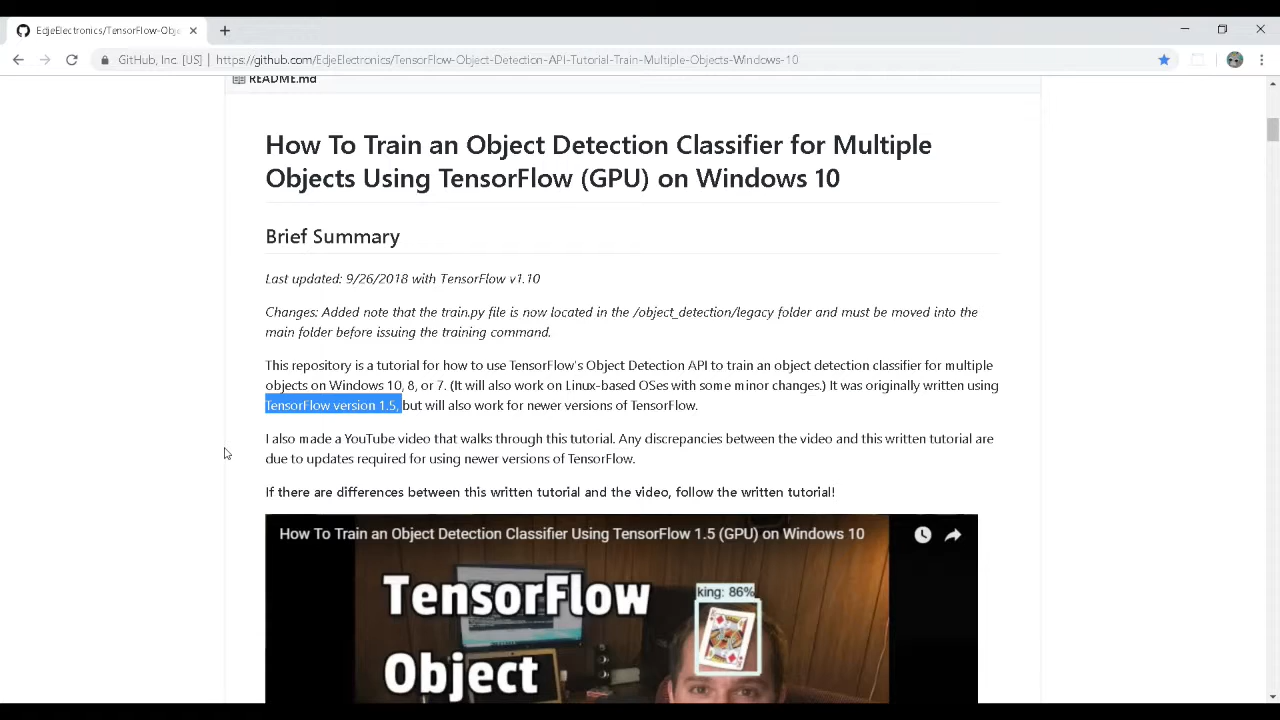 EdjeElectronics/TensorFlow-Obje
GitHub, Inc. [US] | https://github.com/EdjeElectronics/TensorFlow-Object-Detection-API-Tutorial-Train-Multiple-Objects-Windows-10
README.md
How To Train an Object Detection Classifier for Multiple
Objects Using TensorFlow (GPU) on Windows 10
Brief Summary
Last updated: 9/26/2018 with TensorFlow v1.10
Changes: Added note that the train.py file is now located in the /object_detection/legacy folder and must be moved into the
main folder before issuing the training command.
This repository is a tutorial for how to use TensorFlow's Object Detection API to train an object detection classifier for multiple
objects on Windows 10, 8, or 7. (It will also work on Linux-based OSes with some minor changes.) It was originally written using
TensorFlow version 1.5, but will also work for newer versions of TensorFlow.
I also made a YouTube video that walks through this tutorial. Any discrepancies between the video and this written tutorial are
due to updates required for using newer versions of TensorFlow.
If there are differences between this written tutorial and the video, follow the written tutorial!
How To Train an Object Detection Classifier Using TensorFlow 1.5 (GPU) on Windows 10
king: 86%
TensorFlow
Object